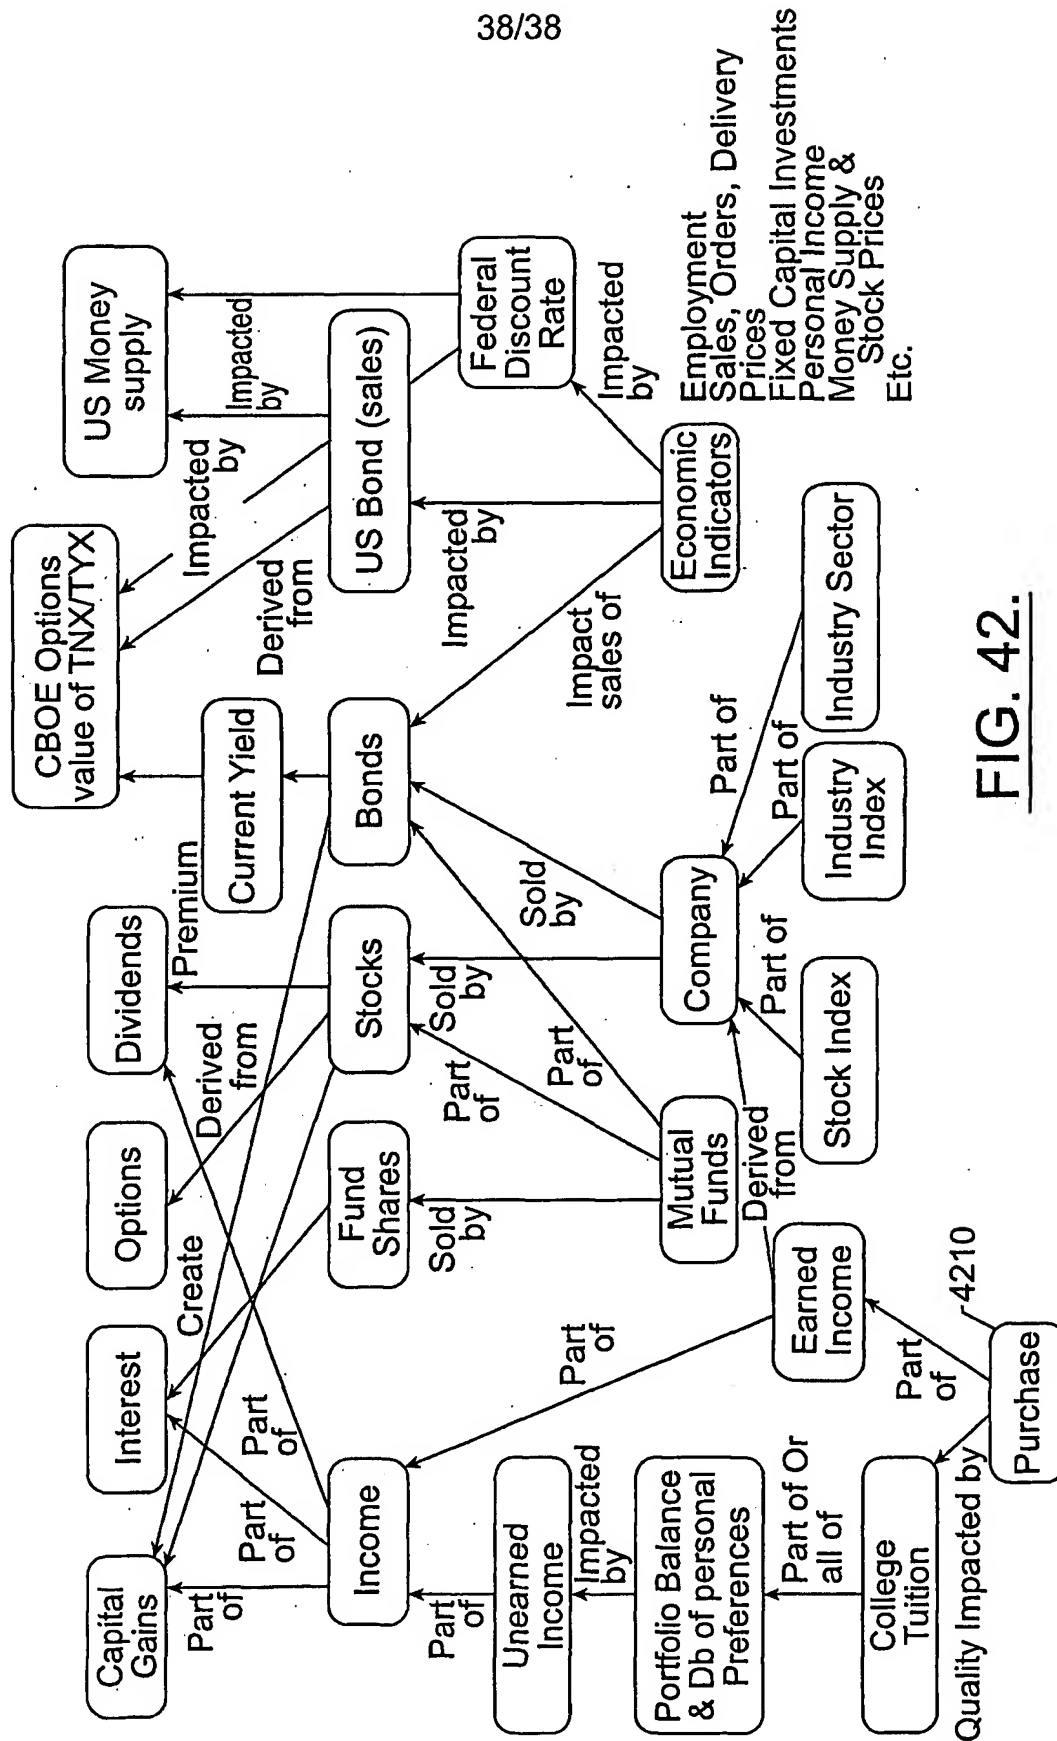 38/38
Capital
Gains
Interest
Options
Dividends
CBOE Options
value of TNX/TYX
US Money
supply
Part
of
Part
of
Part
of
Create
Derived
from
Premium
Current Yield
Derived
from
Impacted
by
Impacted
by
Income
Fund
Shares
Stocks
Bonds
US Bond (sales)
Federal
Discount
Rate
Part
of
Unearned
Income
Part
of
Sold
by
Part
of
Sold
by
Part
of
Sold
by
Impact
sales of
Impacted
by
Impacted
by
Impacted
by
Portfolio Balance
& Db of personal
Preferences
Mutual
Funds
Company
Economic
Indicators
Employment
Sales, Orders, Delivery
Prices
Fixed Capital Investments
Personal Income
Money Supply &
Stock Prices
Etc.
Part of Or
all of
Derived
from
Part of
Part of
Part of
College
Tuition
Earned
Income
Stock Index
Industry
Index
Industry Sector
Quality Impacted by
Part
of
4210
Purchase
FIG. 42.